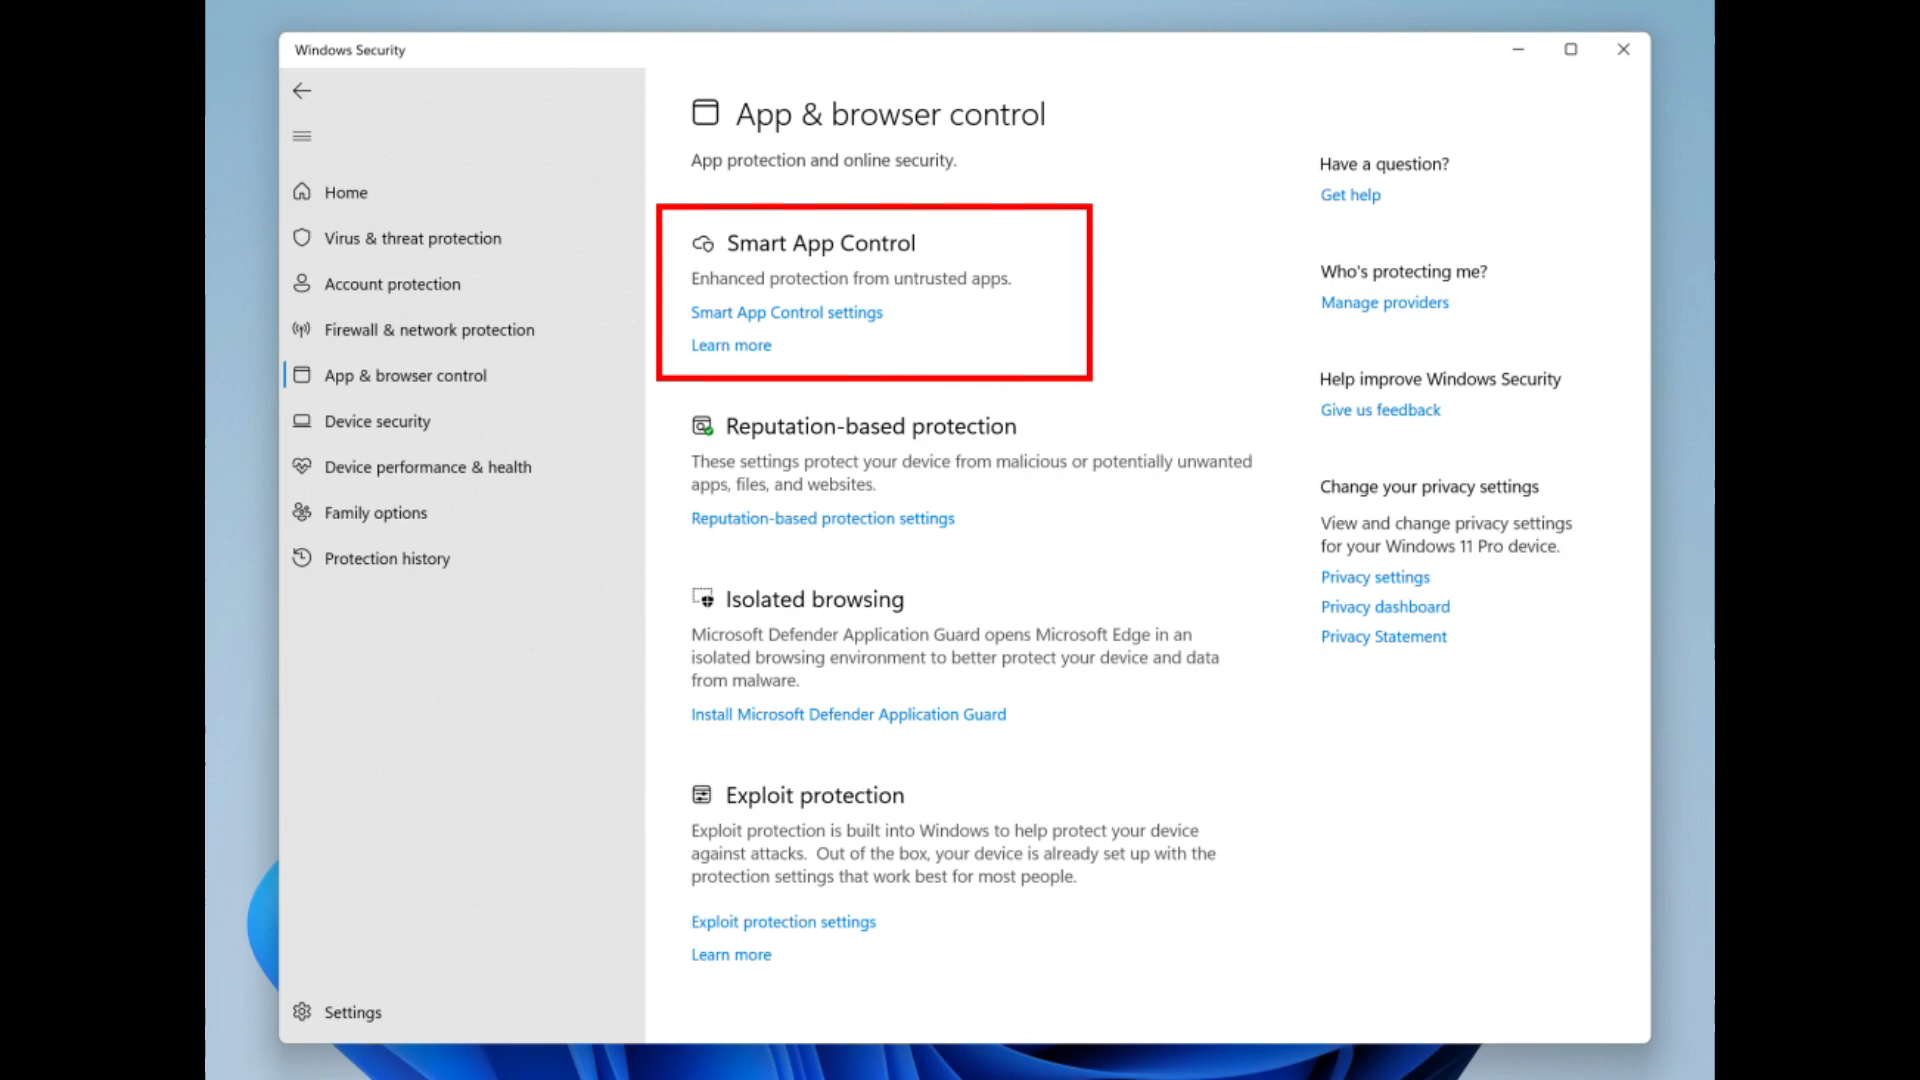 Windows Security
Home
Virus & threat protection
Account protection
Firewall & network protection
App & browser control
Device security
Device performance & health
Family options
Protection history
Settings
App & browser control
App protection and online security.
Smart App Control
Enhanced protection from untrusted apps.
Smart App Control settings
Learn more
Reputation-based protection
These settings protect your device from malicious or potentially unwanted
apps, files, and websites.
Reputation-based protection settings
Isolated browsing
Microsoft Defender Application Guard opens Microsoft Edge in an
isolated browsing environment to better protect your device and data
from malware.
Install Microsoft Defender Application Guard
Exploit protection
Exploit protection is built into Windows to help protect your device
against attacks.  Out of the box, your device is already set up with the
protection settings that work best for most people.
Exploit protection settings
Learn more
Have a question?
Get help
Who's protecting me?
Manage providers
Help improve Windows Security
Give us feedback
Change your privacy settings
View and change privacy settings
for your Windows 11 Pro device.
Privacy settings
Privacy dashboard
Privacy Statement